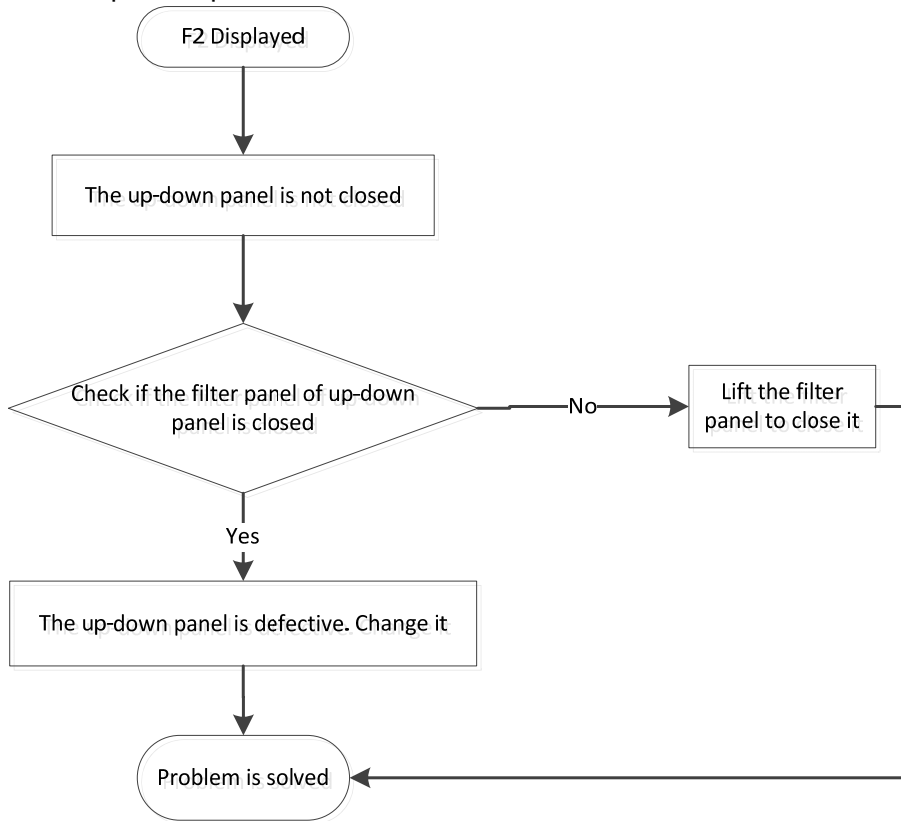 F2 Displayed
The up-down panel is not closed
Check if the filter panel of up-down
panel is closed
No
Lift the filter
panel to close it
Yes
The up-down panel is defective. Change it
Problem is solved